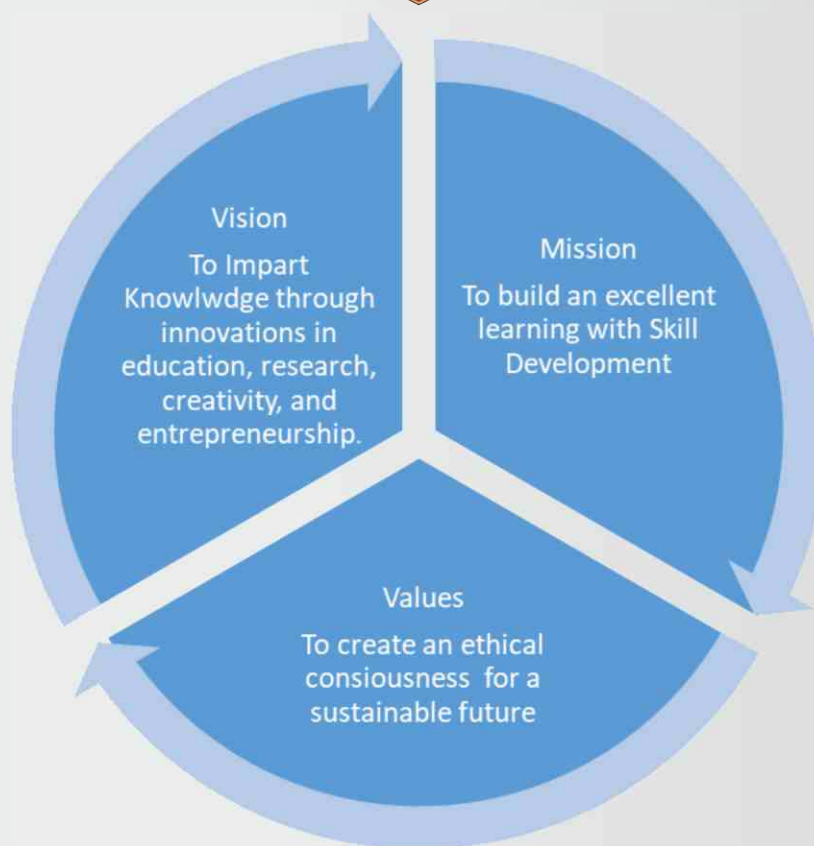 Vision
To Impart
Knowlwdge through
innovations in
education, research,
creativity, and
entrepreneurship.
Mission
To build an excellent
learning with Skill
Development
Values
To create an ethical
consiousness for a
sustainable future